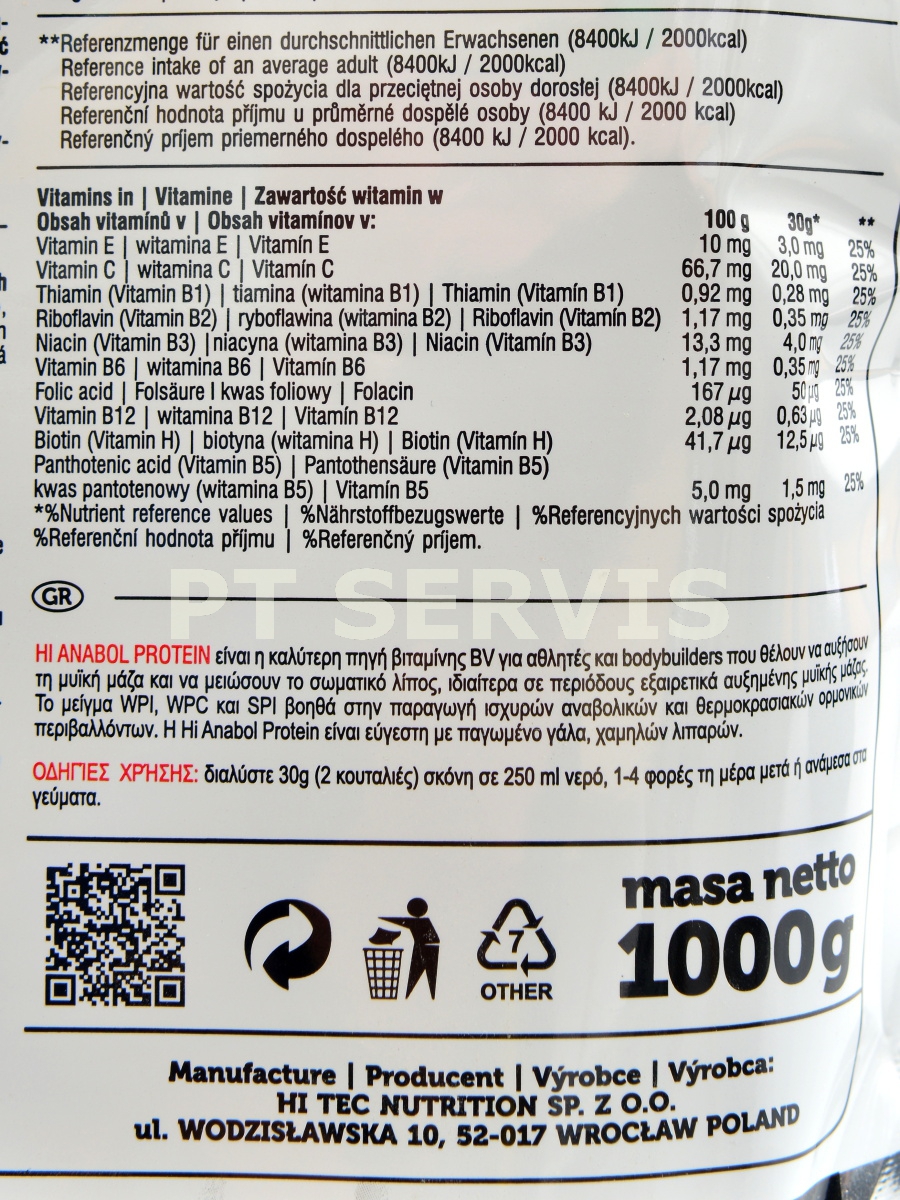 **Referenzmenge für einen durchschnittlichen Erwachsenen (8400kJ / 2000kcal)
Reference intake of an average adult (8400kJ / 2000kcal)
Referencyjna wartość spożycia dla przeciętnej osoby dorosłej (8400kJ / 2000kcal)
Referenční hodnota příjmu u průměrné dospělé osoby (8400 kJ / 2000 kcal)
Referenčný príjem priemerného dospelého (8400 kJ / 2000 kcal).
Vitamins in | Vitamine | Zawartość witamin w
Obsah vitamínů v | Obsah vitamínov v: 100 g 30g* **
Vitamin E | witamina E | Vitamín E 10 mg 3,0 mg 25%
Vitamin C | witamina C | Vitamín C 66,7 mg 20,0 mg 25%
Thiamin (Vitamin B1) | tiamina (witamina B1) | Thiamin (Vitamín B1) 0,92 mg 0,28 mg 25%
Riboflavin (Vitamin B2) | ryboflawina (witamina B2) | Riboflavin (Vitamín B2) 1,17 mg 0,35 mg 25%
Niacin (Vitamin B3) |niacyna (witamina B3) | Niacin (Vitamín B3) 13,3 mg 4,0 mg 25%
Vitamin B6 | witamina B6 | Vitamín B6 1,17 mg 0,35 mg 25%
Folic acid | Folsäure I kwas foliowy | Folacin 167 µg 50 µg 25%
Vitamin B12 | witamina B12 | Vitamín B12 2,08 µg 0,63 µg 25%
Biotin (Vitamin H) | biotyna (witamina H) | Biotin (Vitamín H) 41,7 µg 12,5 µg 25%
Panthotenic acid (Vitamin B5) | Pantothensäure (Vitamin B5)
kwas pantotenowy (witamina B5) | Vitamín B5 5,0 mg 1,5 mg 25%
*%Nutrient reference values | %Nährstoffbezugswerte | %Referencyjnych wartości spożycia
%Referenční hodnota příjmu | %Referenčný príjem.
PT SERVIS
GR
HI ANABOL PROTEIN είναι η καλύτερη πηγή βιταμίνης BV για αθλητές και bodybuilders που θέλουν να αυξήσουν
τη μυϊκή μάζα και να μειώσουν το σωματικό λίπος, ιδιαίτερα σε περιόδους εξαιρετικά αυξημένης μυϊκής μάζας.
Το μείγμα WPI, WPC και SPI βοηθά στην παραγωγή ισχυρών αναβολικών και θερμοκρασιακών ορμονικών
περιβαλλόντων. Η Hi Anabol Protein είναι εύγεστη με παγωμένο γάλα, χαμηλών λιπαρών.
ΟΔΗΓΙΕΣ ΧΡΉΣΗΣ: διαλύστε 30g (2 κουταλιές) σκόνη σε 250 ml νερό, 1-4 φορές τη μέρα μετά ή ανάμεσα στα
γεύματα.
masa netto
1000g
7
OTHER
Manufacture | Producent | Výrobce | Výrobca:
HI TEC NUTRITION SP. Z O.O.
ul. WODZISŁAWSKA 10, 52-017 WROCŁAW POLAND